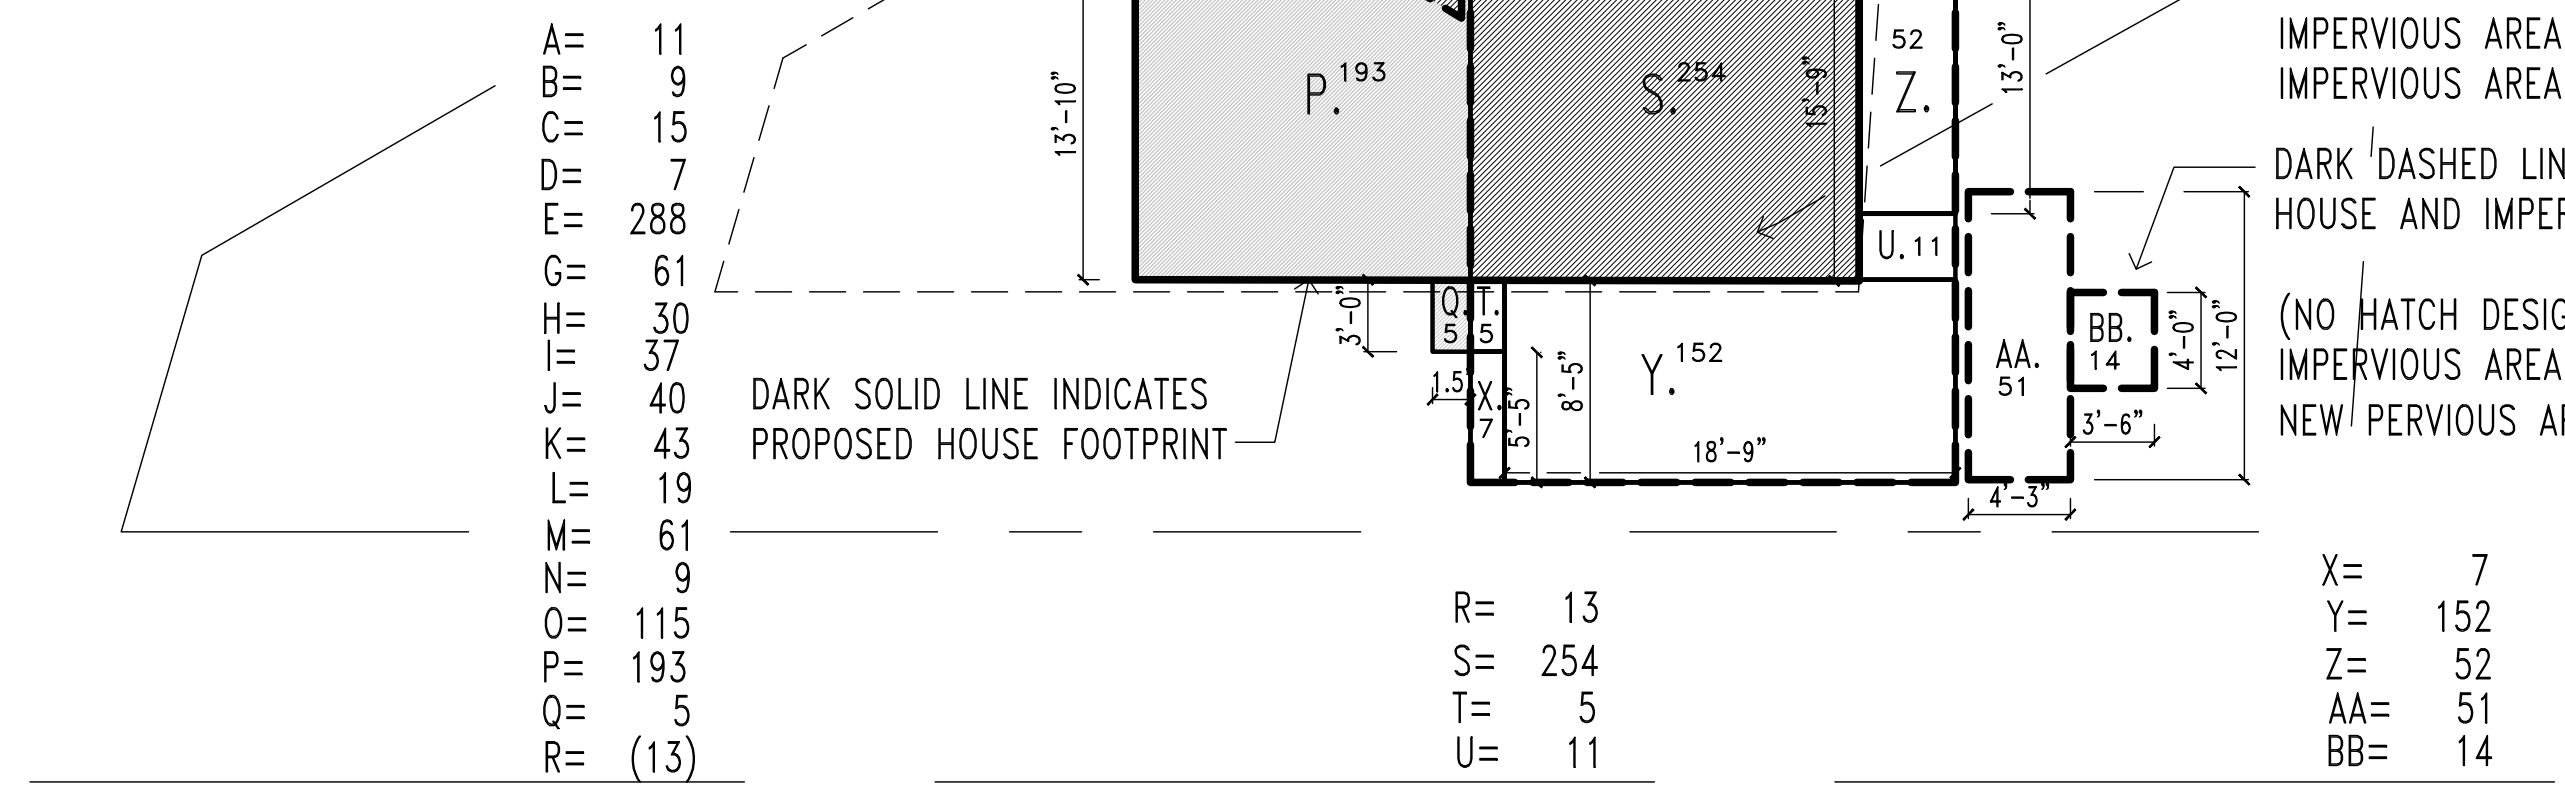 A= 11
B= 9
C= 15
D= 7
E= 288
G= 61
H= 30
I= 37
J= 40
K= 43
L= 19
M= 61
N= 9
O= 115
P= 193
Q= 5
R= (13)
DARK SOLID LINE INDICATES
PROPOSED HOUSE FOOTPRINT
13'-10"
P. 193
S. 254
15'-9"
52
Z.
13'-0"
U. 11
Q. T.
5 5
3'-0"
1.5'
X.
7
5'-5"
8'-5"
Y. 152
18'-9"
AA.
51
4'-3"
BB.
14
4'-0"
12'-0"
3'-6"
IMPERVIOUS AREA
IMPERVIOUS AREA
DARK DASHED LIN
HOUSE AND IMPER
(NO HATCH DESIG
IMPERVIOUS AREA
NEW PERVIOUS AR
R= 13
S= 254
T= 5
U= 11
X= 7
Y= 152
Z= 52
AA= 51
BB= 14